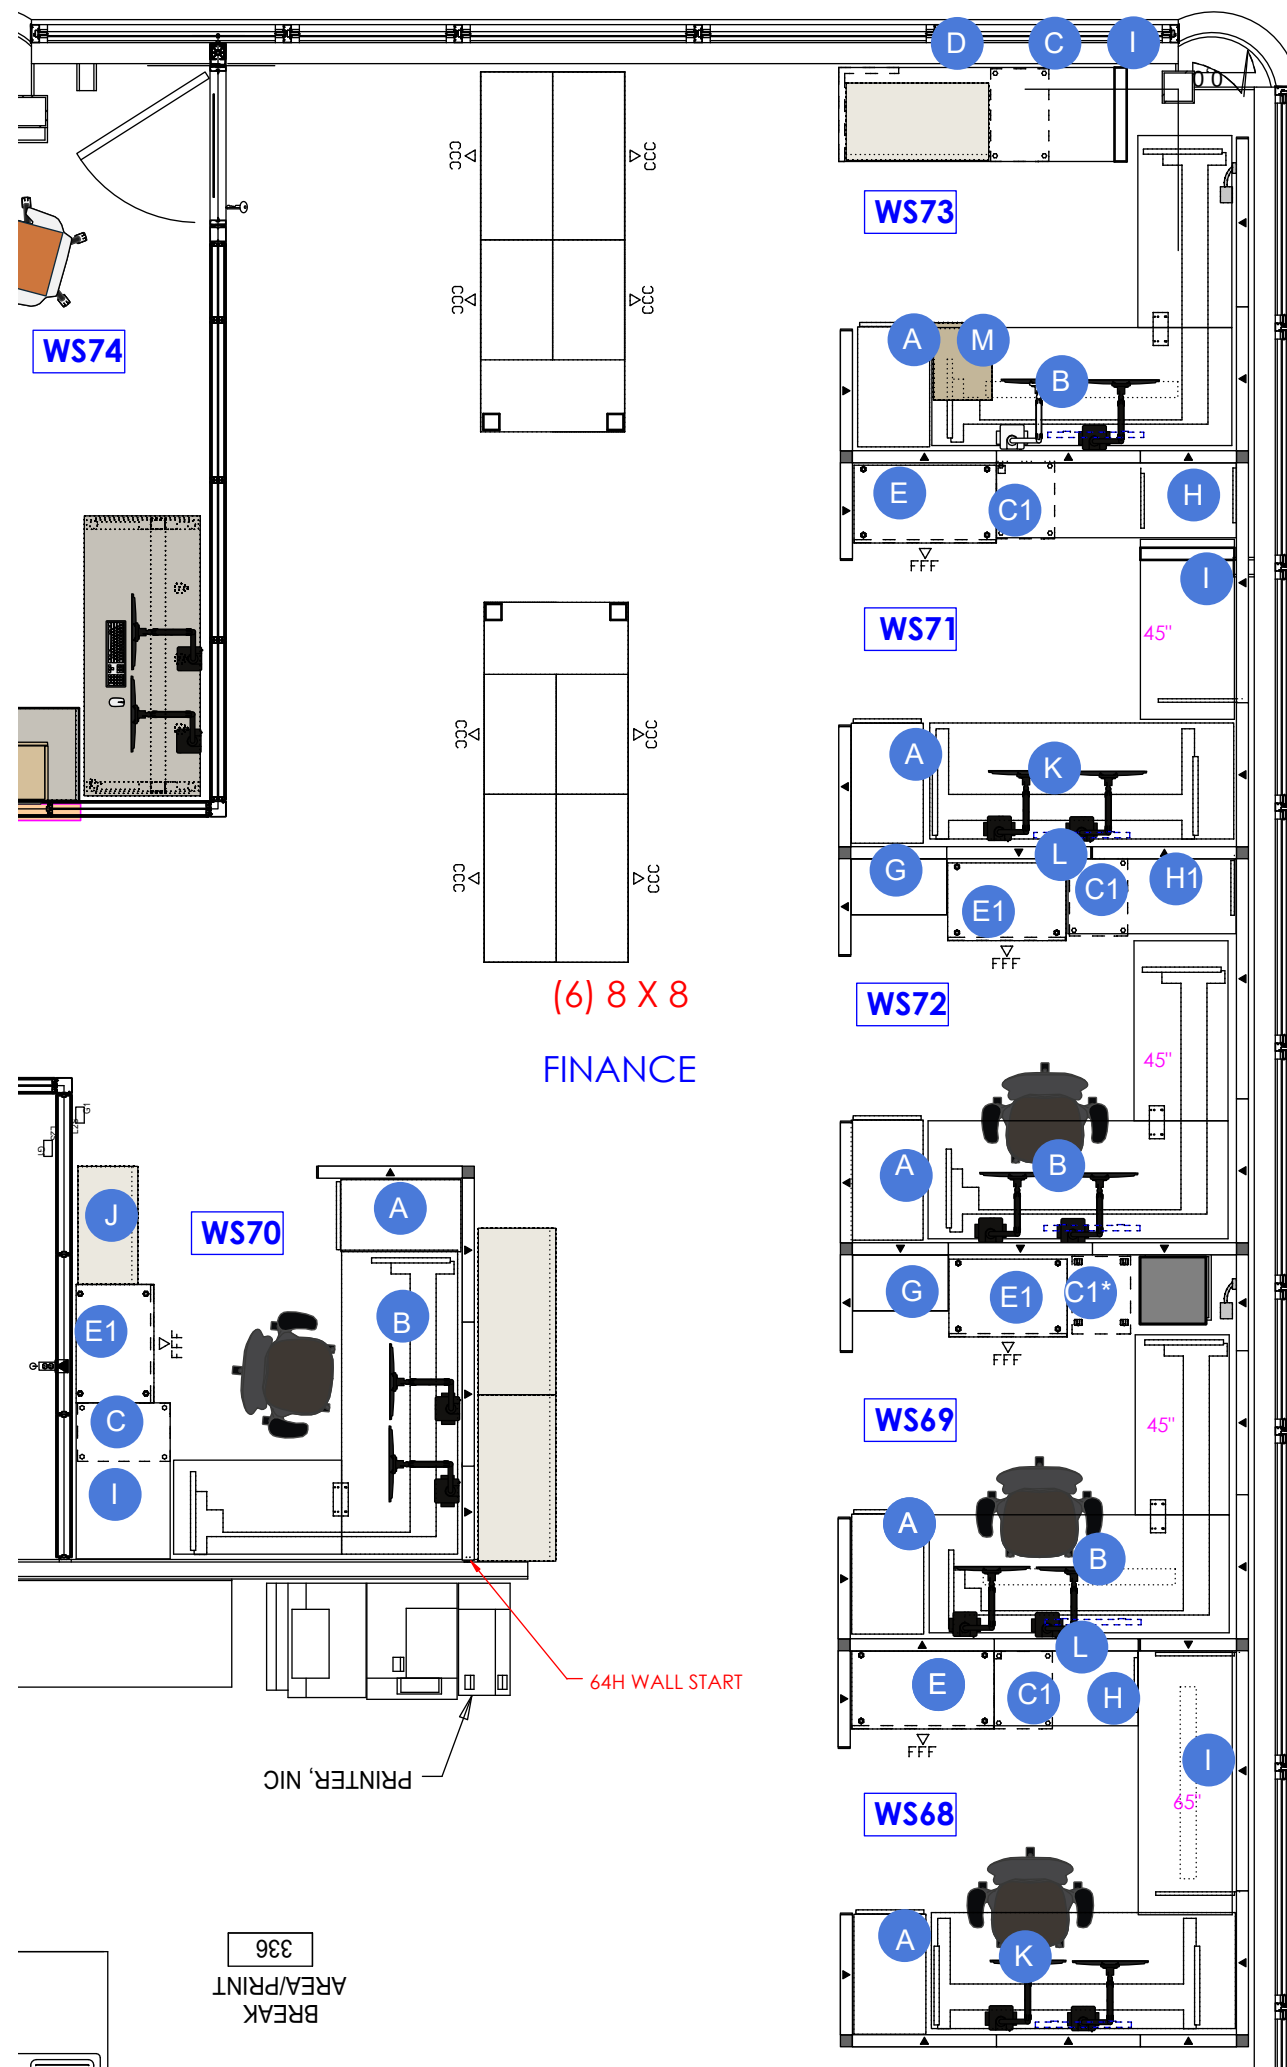 D
C
I
WS73
CCC
CCC
CCC
CCC
WS74
A
M
B
E
C1
H
FFF
I
WS71
45"
CCC
CCC
A
K
L
G
C1
H1
CCC
CCC
E1
FFF
(6) 8 X 8
WS72
45"
FINANCE
G1
A
B
J
WS70
A
G
E1
C1*
E1
FFF
B
FFF
C
WS69
45"
I
A
B
L
64H WALL START
E
C1
H
FFF
I
PRINTER, NIC
65"
WS68
A
K
336
BREAK
AREA/PRINT